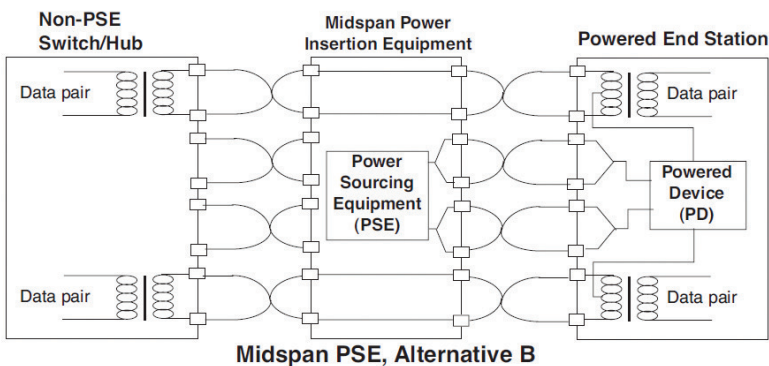 Non-PSE
Switch/Hub
Midspan Power
Insertion Equipment
Powered End Station
Data pair
Data pair
Power
Sourcing
Equipment
(PSE)
Powered
Device
(PD)
Data pair
Data pair
Midspan PSE, Alternative B